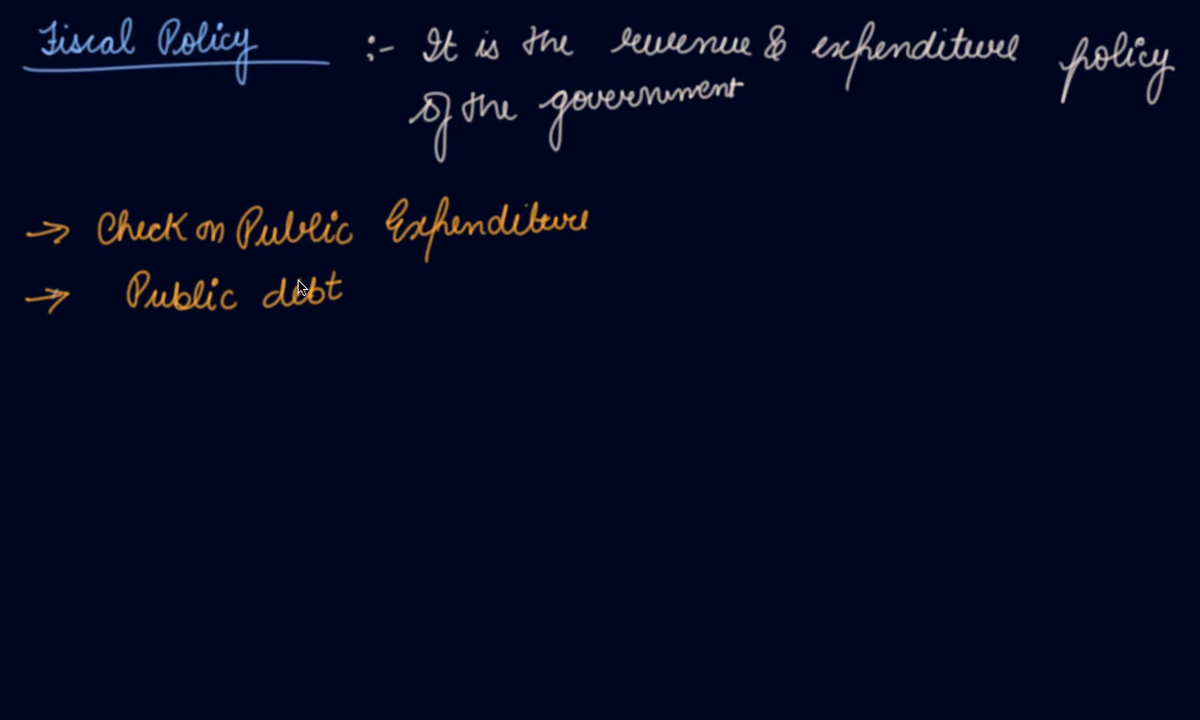 Fiscal Policy :- It is the revenue & expenditure policy
of the government
→ Check on Public Expenditure
→ Public debt